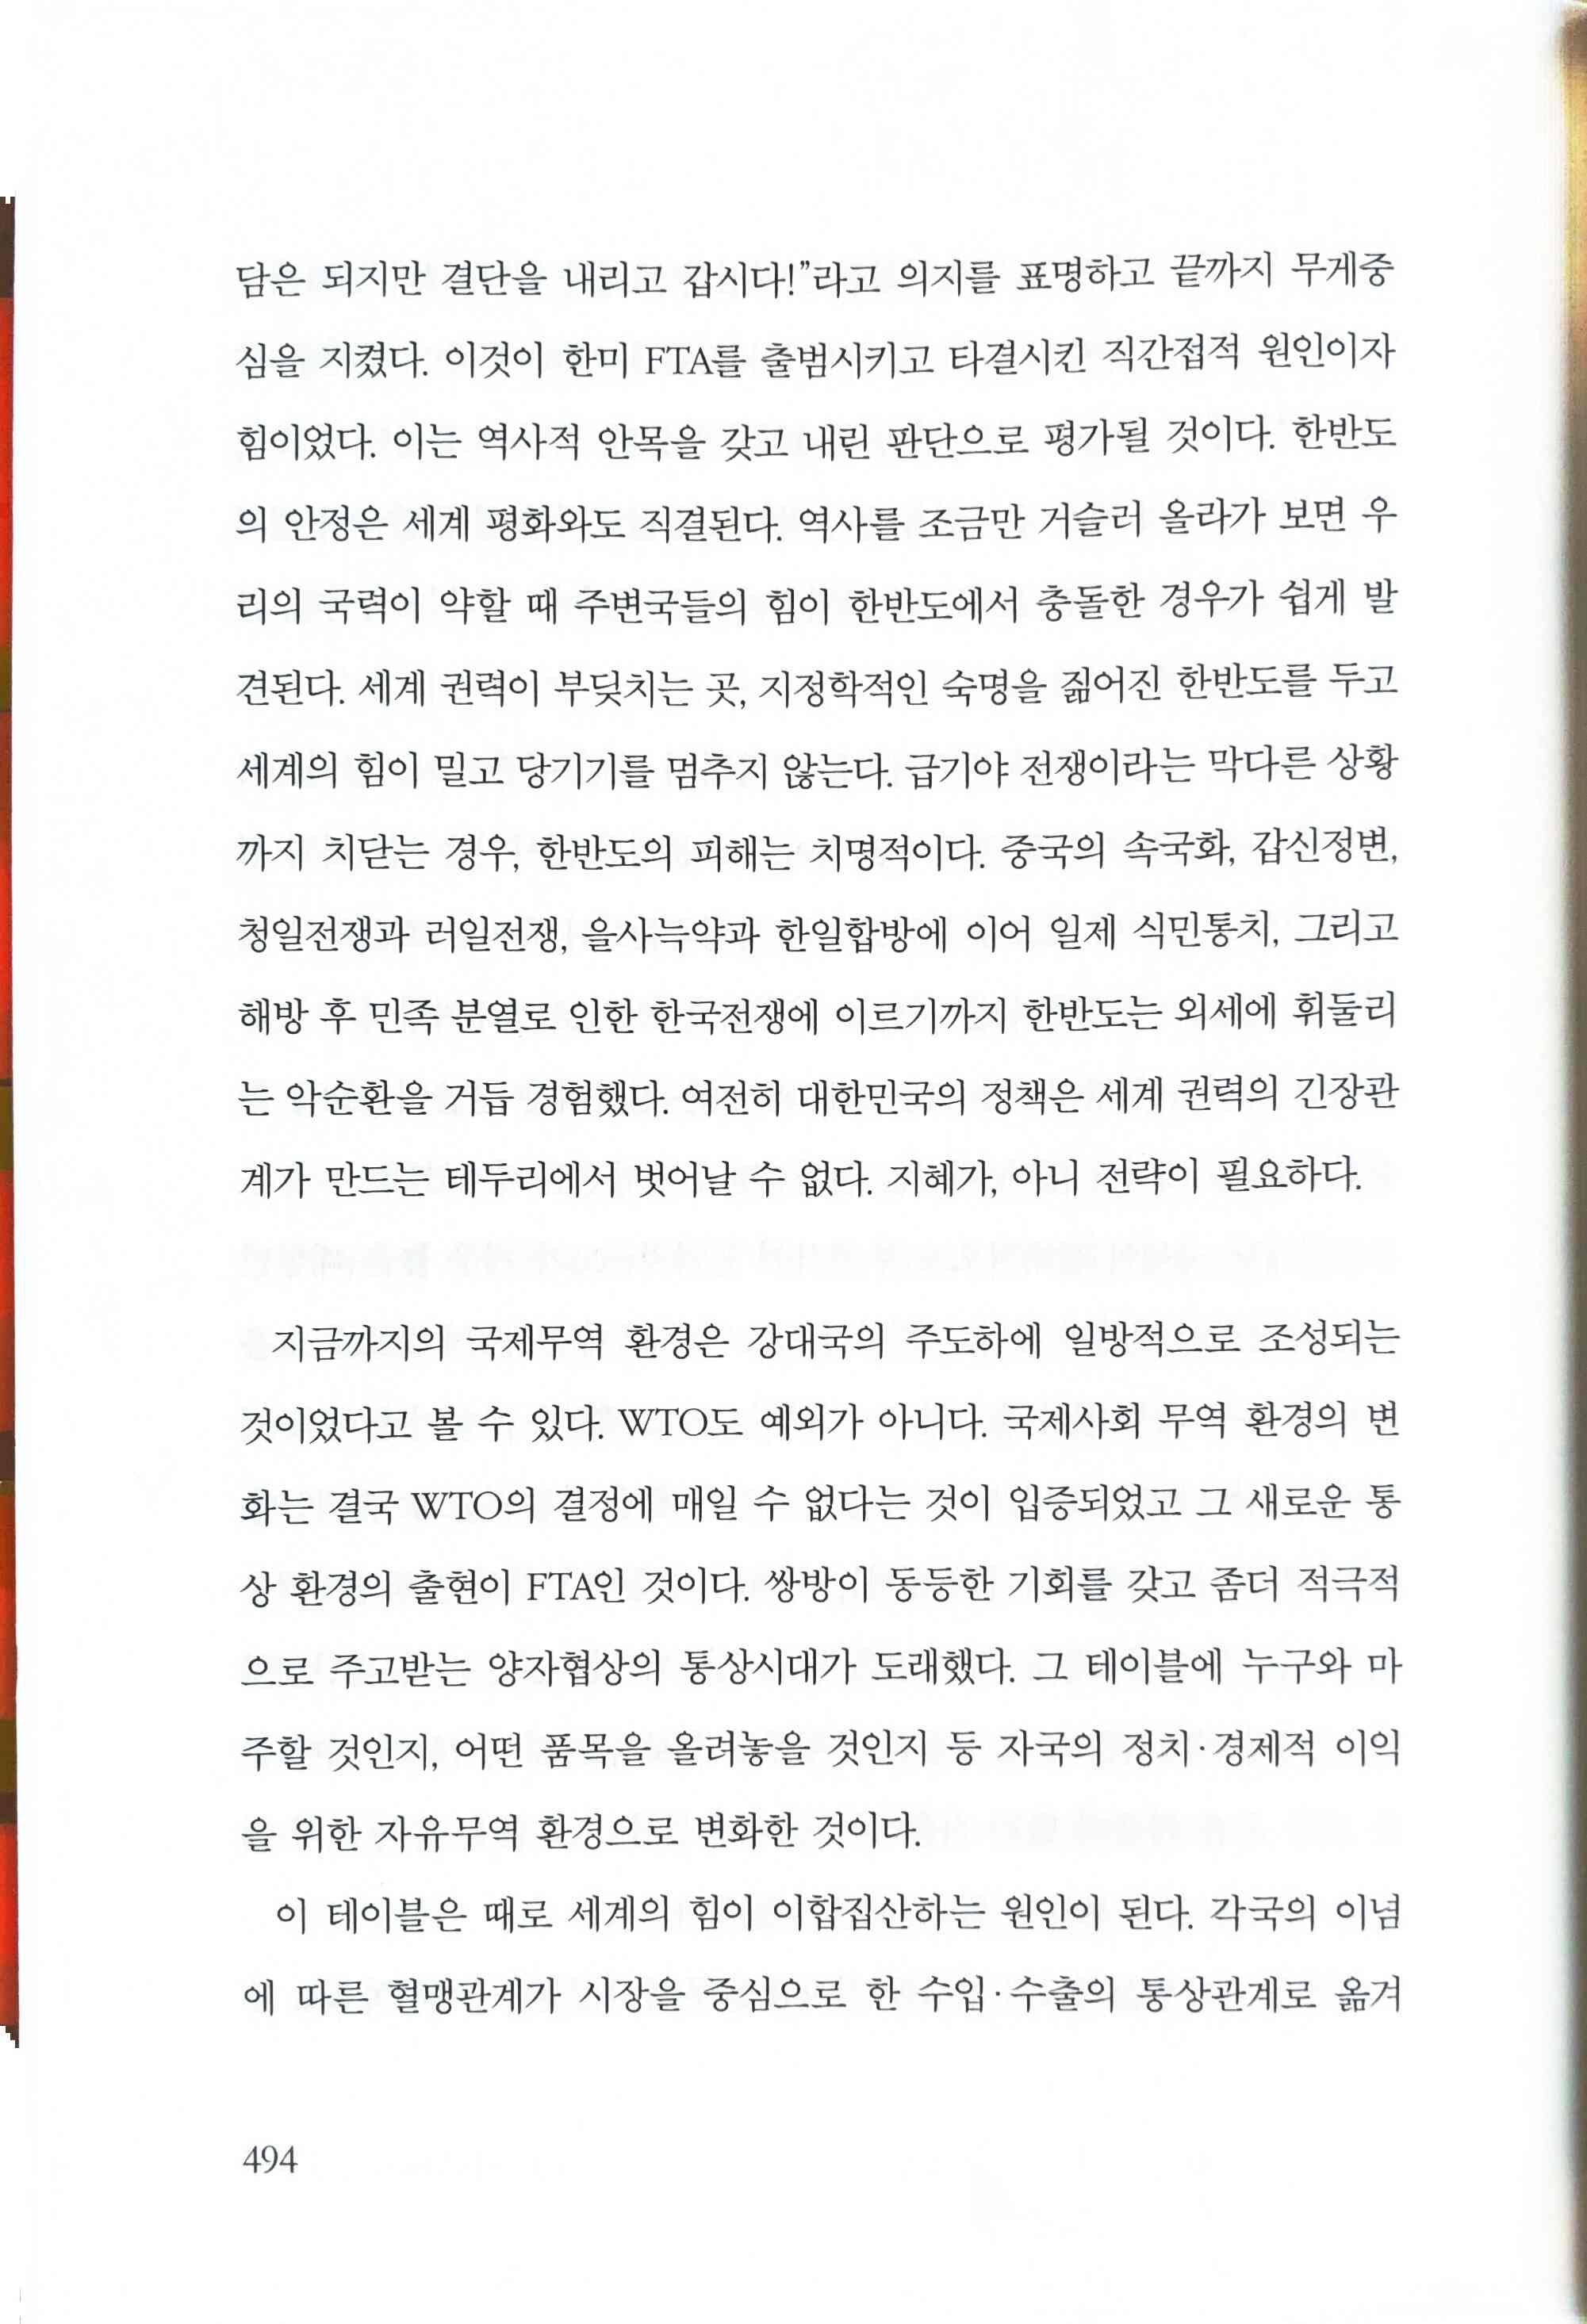 담은 되지만 결단을 내리고 갑시다!”라고 의지를 표명하고 끝까지 무게중
심을 지켰다. 이것이 한미 FTA를 출범시키고 타결시킨 직간접적 원인이자
힘이었다. 이는 역사적 안목을 갖고 내린 판단으로 평가될 것이다. 한반도
의 안정은 세계 평화와도 직결된다. 역사를 조금만 거슬러 올라가 보면 우
리의 국력이 약할 때 주변국들의 힘이 한반도에서 충돌한 경우가 쉽게 발
견된다. 세계 권력이 부딪치는 곳, 지정학적인 숙명을 짊어진 한반도를 두고
세계의 힘이 밀고 당기기를 멈추지 않는다. 급기야 전쟁이라는 막다른 상황
까지 치닫는 경우, 한반도의 피해는 치명적이다. 중국의 속국화, 갑신정변,
청일전쟁과 러일전쟁, 을사늑약과 한일합방에 이어 일제 식민통치, 그리고
해방 후 민족 분열로 인한 한국전쟁에 이르기까지 한반도는 외세에 휘둘리
는 악순환을 거듭 경험했다. 여전히 대한민국의 정책은 세계 권력의 긴장관
계가 만드는 테두리에서 벗어날 수 없다. 지혜가, 아니 전략이 필요하다.
지금까지의 국제무역 환경은 강대국의 주도하에 일방적으로 조성되는
것이었다고 볼 수 있다. WTO도 예외가 아니다. 국제사회 무역 환경의 변
화는 결국 WTO의 결정에 매일 수 없다는 것이 입증되었고 그 새로운 통
상 환경의 출현이 FTA인 것이다. 쌍방이 동등한 기회를 갖고 좀더 적극적
으로 주고받는 양자협상의 통상시대가 도래했다. 그 테이블에 누구와 마
주할 것인지, 어떤 품목을 올려놓을 것인지 등 자국의 정치·경제적 이익
을 위한 자유무역 환경으로 변화한 것이다.
이 테이블은 때로 세계의 힘이 이합집산하는 원인이 된다. 각국의 이념
에 따른 혈맹관계가 시장을 중심으로 한 수입·수출의 통상관계로 옮겨
494